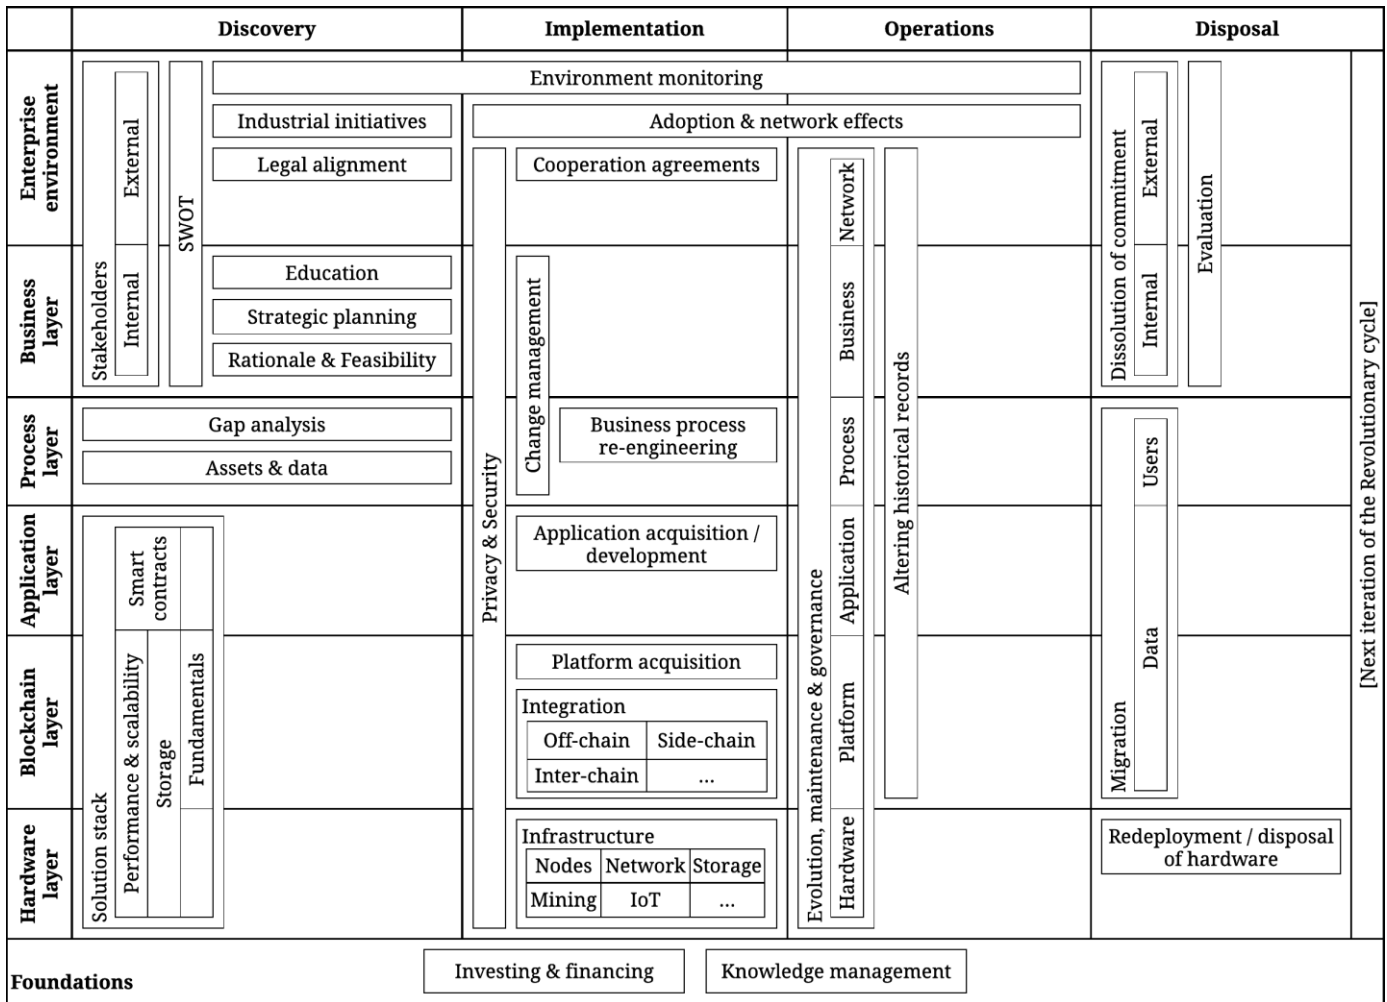 Discovery
Implementation
Operations
Disposal
Enterprise
environment
Business
layer
Process
layer
Application
layer
Blockchain
layer
Hardware
layer
Stakeholders
External
Internal
SWOT
Environment monitoring
Industrial initiatives
Legal alignment
Education
Strategic planning
Rationale & Feasibility
Gap analysis
Assets & data
Solution stack
Smart
contracts
Performance & scalability
Storage
Fundamentals
Adoption & network effects
Privacy & Security
Cooperation agreements
Change management
Business process
re-engineering
Application acquisition /
development
Platform acquisition
Integration
Off-chain
Side-chain
Inter-chain
...
Infrastructure
Nodes
Network
Storage
Mining
IoT
...
Evolution, maintenance & governance
Network
Business
Process
Application
Platform
Hardware
Altering historical records
Dissolution of commitment
External
Internal
Evaluation
Migration
Users
Data
Redeployment / disposal
of hardware
[Next iteration of the Revolutionary cycle]
Foundations
Investing & financing
Knowledge management